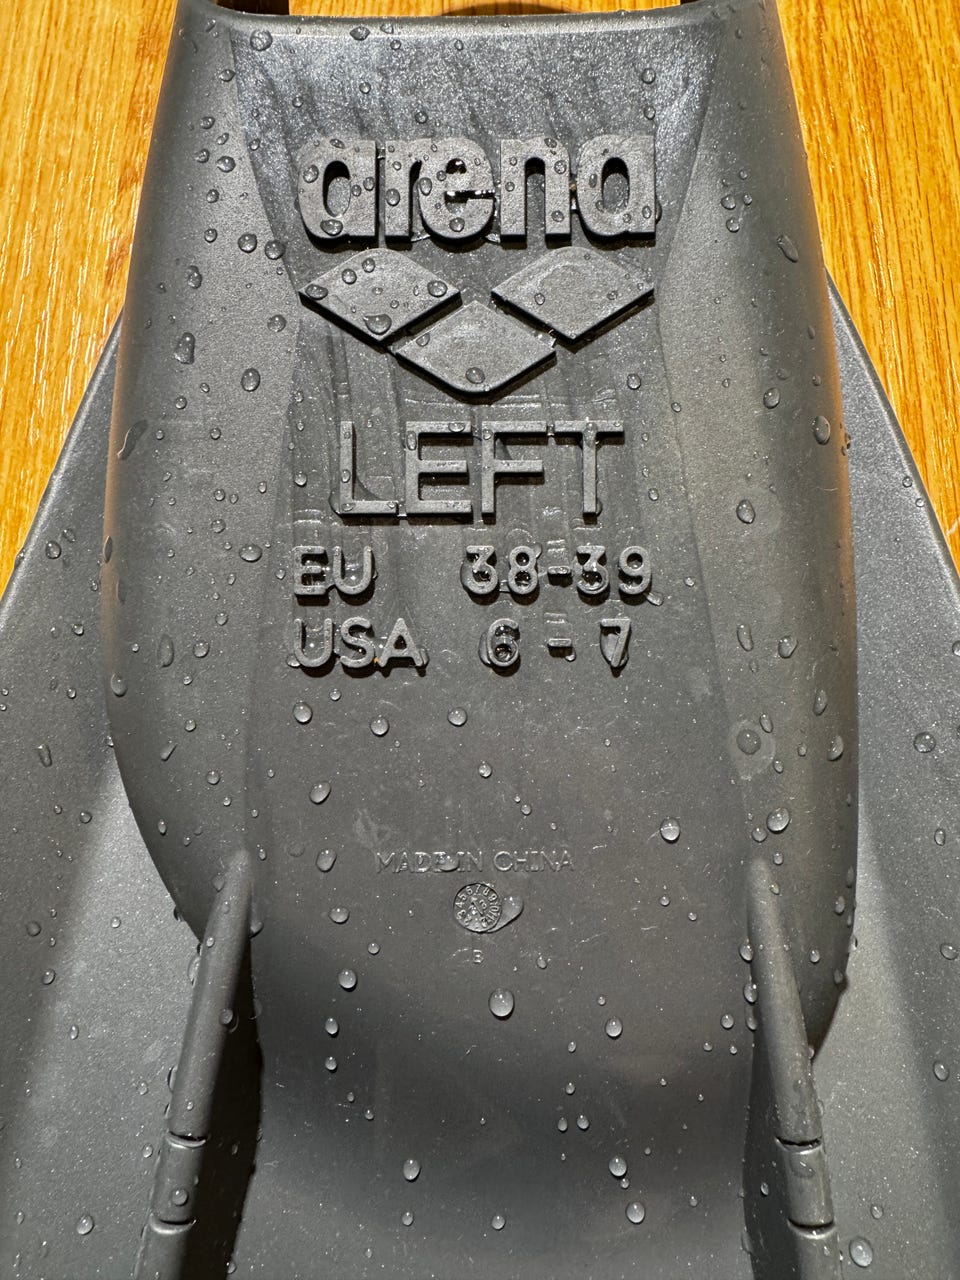 arena
LEFT
EU 38-39
USA 6-7
MADE IN CHINA
B